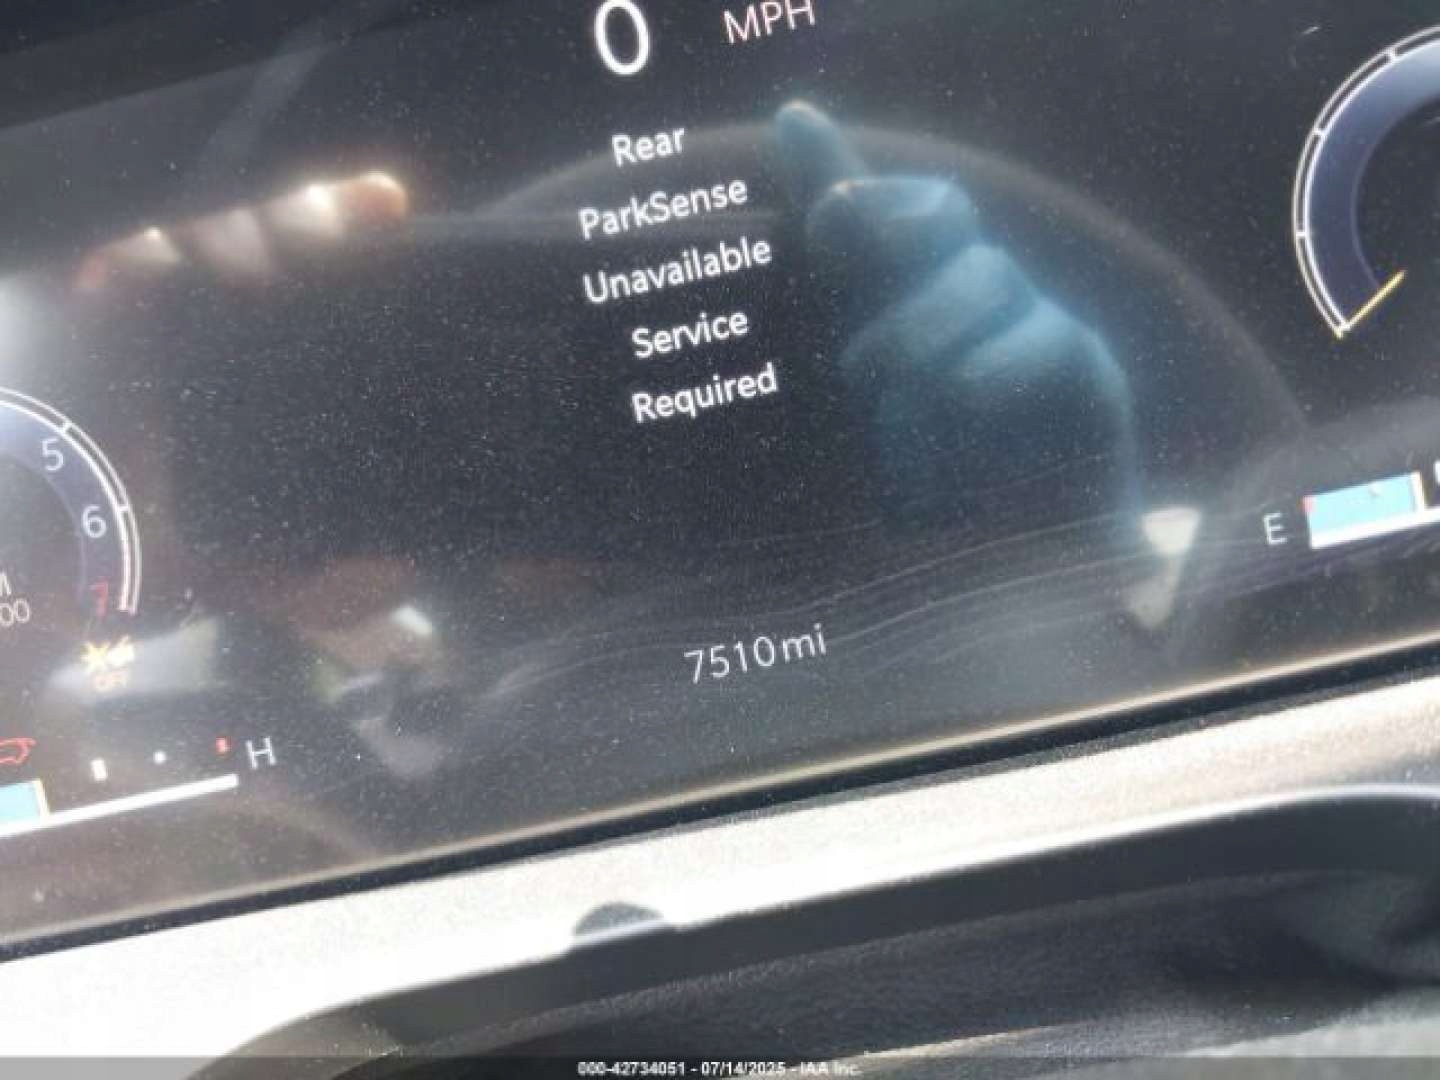 0 MPH
Rear
ParkSense
Unavailable
Service
Required
5
6
7
00
OFF
E
H
7510mi
000-42734051 - 07/14/2025 - IAA Inc.